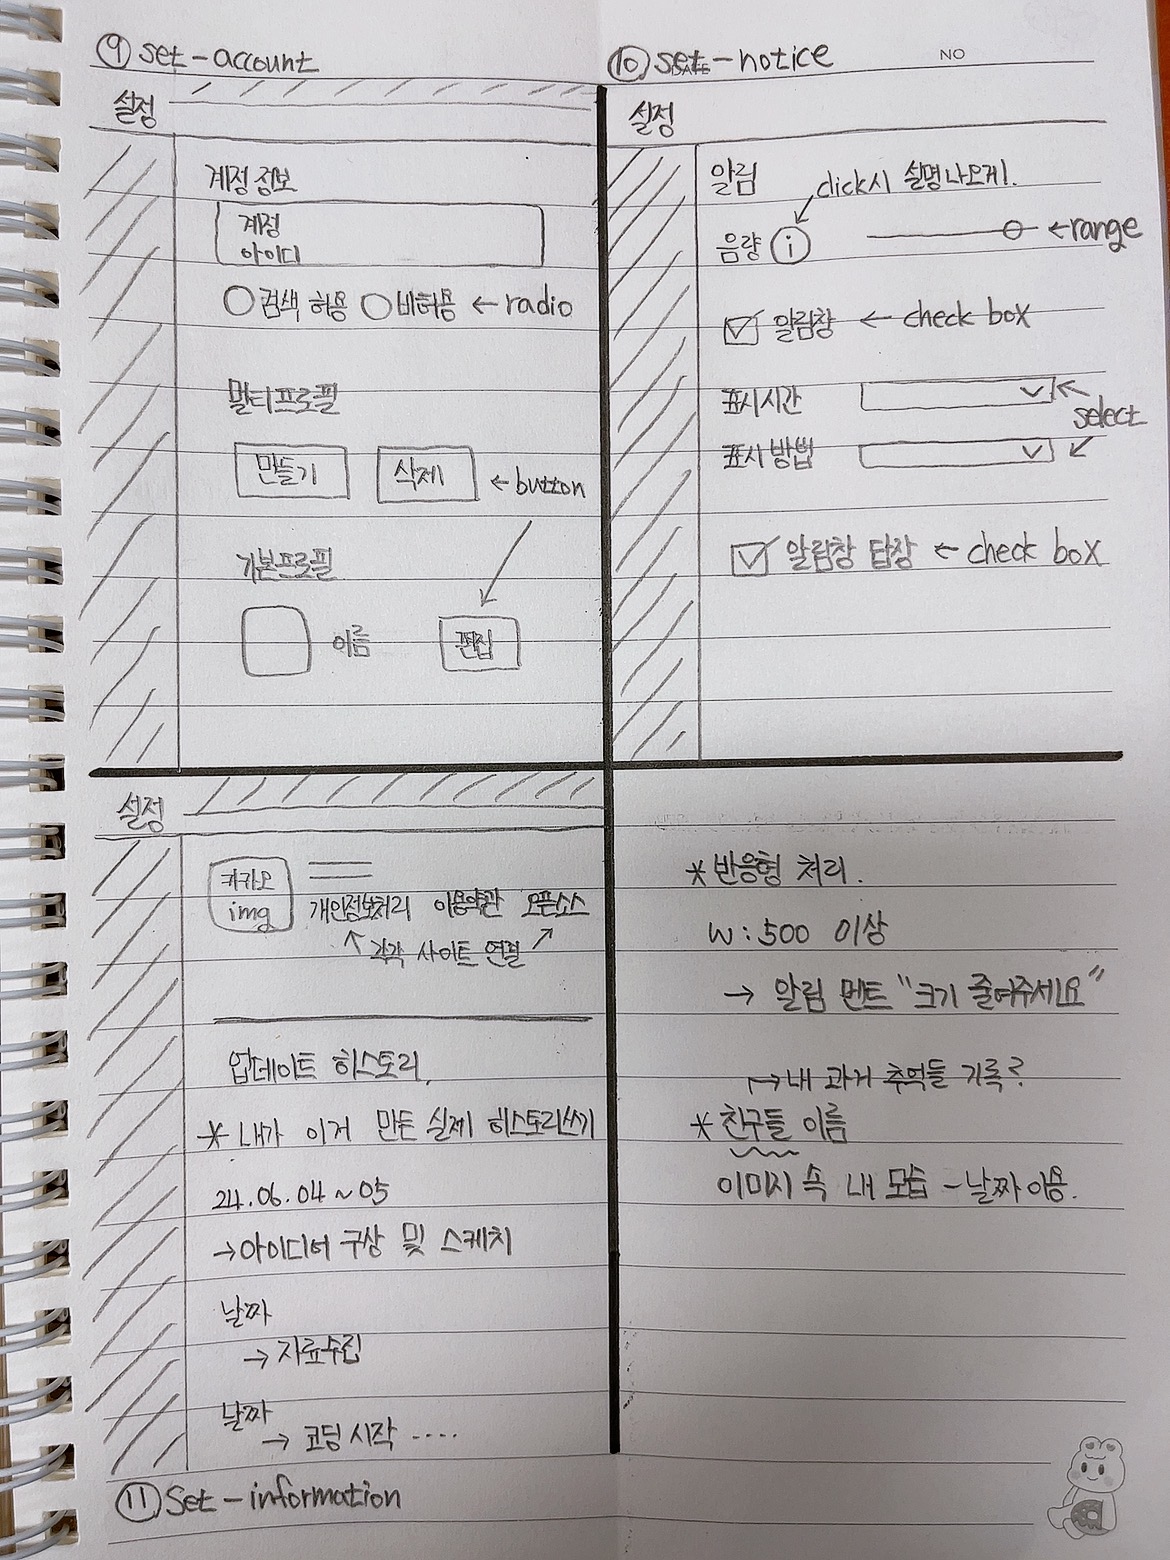 ⑨ set - account
설정
계정 정보
계정
아이디
○ 검색 허용 ○ 비허용 ← radio
멀티프로필
만들기 삭제 ← button
기본프로필
이름 편집
⑩ set - notice
DATE NO
설정
알림 click시 설명 나오게!
음량 ⓘ ← range
☑ 알림창 ← check box
표시시간
select
표시 방법
☑ 알림창 답장 ← check box
설정
카카오
img
개인정보처리 이용약관 오픈소스
각각 사이트 연결
업데이트 히스토리,
* 내가 이거 만든 실제 히스토리쓰기
24.06.04 ~ 05
→ 아이디어 구상 및 스케치
날짜
→ 자료수집
날짜
→ 코딩 시작 ....
⑪ Set - information
* 반응형 처리.
W : 500 이상
→ 알림 멘트 "크기 줄여주세요"
→ 내 과거 추억들 기록?
* 친구들 이름
이미지 속 내 모습 - 날짜 이용.